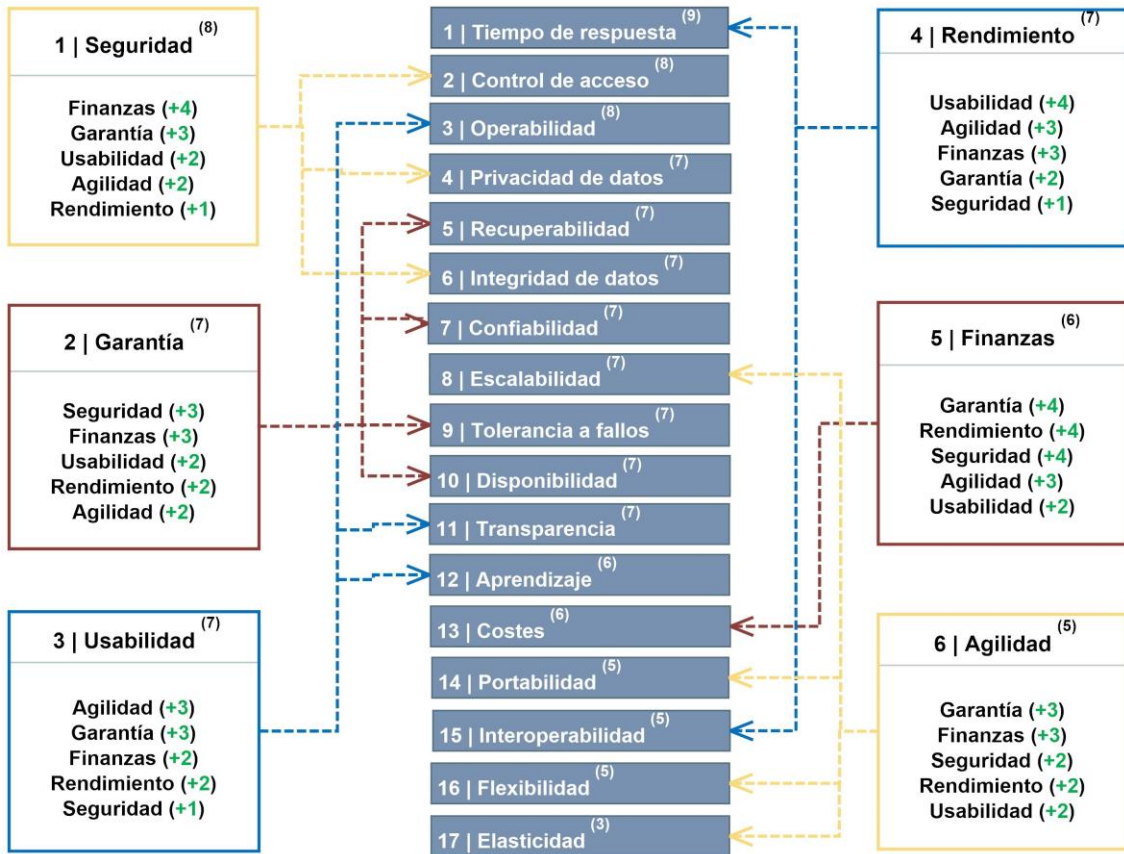 1 | Seguridad (8)
Finanzas (+4)
Garantía (+3)
Usabilidad (+2)
Agilidad (+2)
Rendimiento (+1)
2 | Garantía (7)
Seguridad (+3)
Finanzas (+3)
Usabilidad (+2)
Rendimiento (+2)
Agilidad (+2)
3 | Usabilidad (7)
Agilidad (+3)
Garantía (+3)
Finanzas (+2)
Rendimiento (+2)
Seguridad (+1)
1 | Tiempo de respuesta (9)
2 | Control de acceso (8)
3 | Operabilidad (8)
4 | Privacidad de datos (7)
5 | Recuperabilidad (7)
6 | Integridad de datos (7)
7 | Confiabilidad (7)
8 | Escalabilidad (7)
9 | Tolerancia a fallos (7)
10 | Disponibilidad (7)
11 | Transparencia (7)
12 | Aprendizaje (6)
13 | Costes (6)
14 | Portabilidad (5)
15 | Interoperabilidad (5)
16 | Flexibilidad (5)
17 | Elasticidad (3)
4 | Rendimiento (7)
Usabilidad (+4)
Agilidad (+3)
Finanzas (+3)
Garantía (+2)
Seguridad (+1)
5 | Finanzas (6)
Garantía (+4)
Rendimiento (+4)
Seguridad (+4)
Agilidad (+3)
Usabilidad (+2)
6 | Agilidad (5)
Garantía (+3)
Finanzas (+3)
Seguridad (+2)
Rendimiento (+2)
Usabilidad (+2)